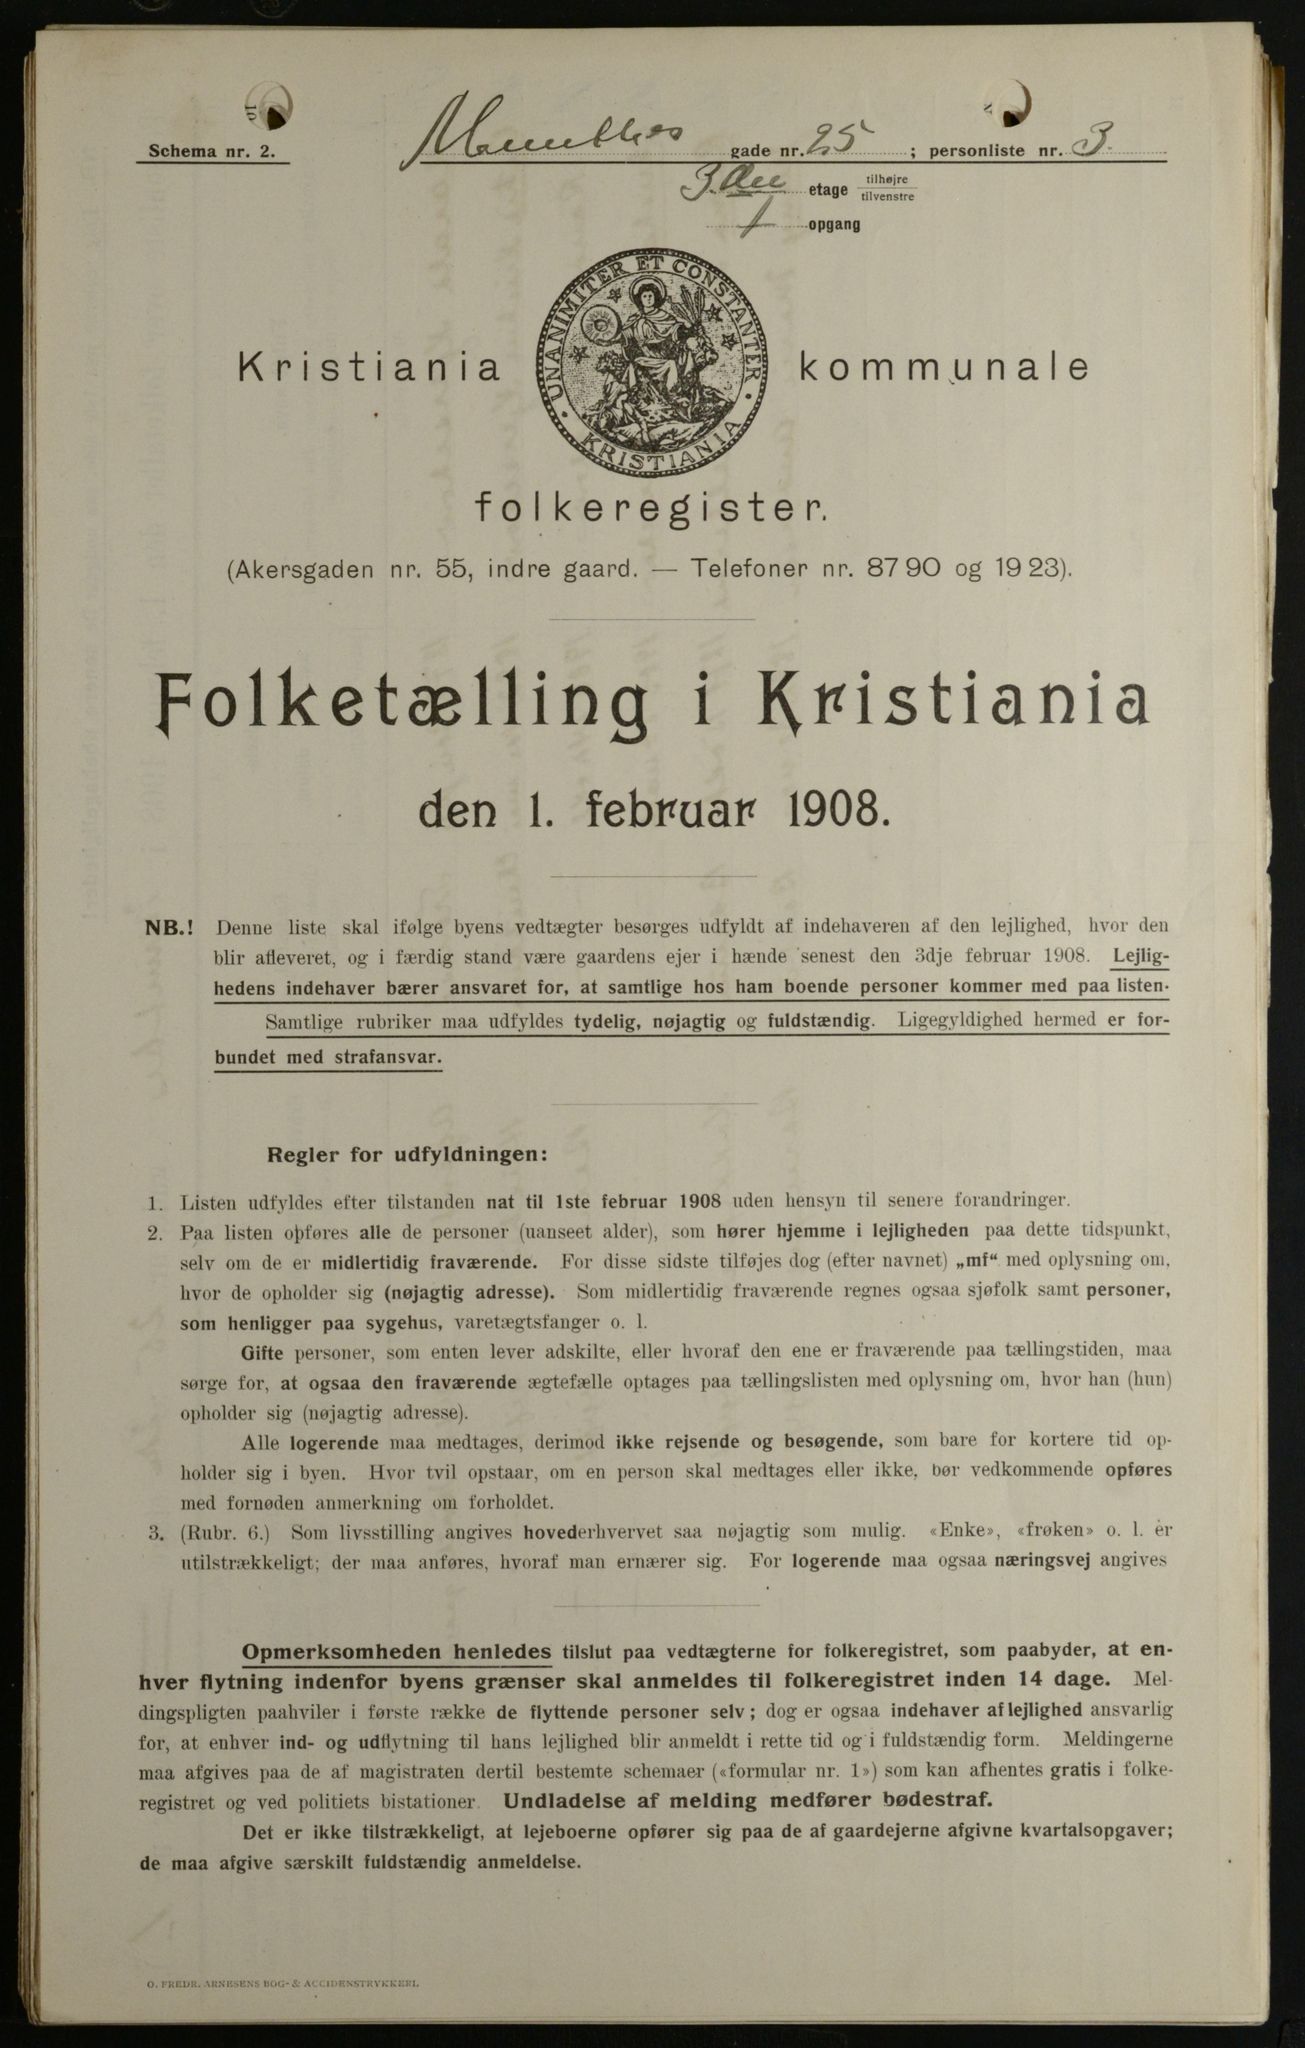 Schema nr. 2. Munthes gade nr. 25 ; personliste nr. 3.
3. etage tilhøjre
tilvenstre
1 opgang
UNANIMITER ET CONSTANTER
KRISTIANIA
Kristiania kommunale
folkeregister.
(Akersgaden nr. 55, indre gaard. — Telefoner nr. 87 90 og 19 23).
Folketælling i Kristiania
den 1. februar 1908.
NB.! Denne liste skal ifølge byens vedtægter besørges udfyldt af indehaveren af den lejlighed, hvor den
blir afleveret, og i færdig stand være gaardens ejer i hænde senest den 3dje februar 1908. Lejlig-
hedens indehaver bærer ansvaret for, at samtlige hos ham boende personer kommer med paa listen.
Samtlige rubriker maa udfyldes tydelig, nøjagtig og fuldstændig. Ligegyldighed hermed er for-
bundet med strafansvar.
Regler for udfyldningen:
1. Listen udfyldes efter tilstanden nat til 1ste februar 1908 uden hensyn til senere forandringer.
2. Paa listen opføres alle de personer (uanseet alder), som hører hjemme i lejligheden paa dette tidspunkt,
selv om de er midlertidig fraværende. For disse sidste tilføjes dog (efter navnet) „mf“ med oplysning om,
hvor de opholder sig (nøjagtig adresse). Som midlertidig fraværende regnes ogsaa sjøfolk samt personer,
som henligger paa sygehus, varetægtsfanger o. l.
Gifte personer, som enten lever adskilte, eller hvoraf den ene er fraværende paa tællingstiden, maa
sørge for, at ogsaa den fraværende ægtefælle optages paa tællingslisten med oplysning om, hvor han (hun)
opholder sig (nøjagtig adresse).
Alle logerende maa medtages, derimod ikke rejsende og besøgende, som bare for kortere tid op-
holder sig i byen. Hvor tvil opstaar, om en person skal medtages eller ikke, bør vedkommende opføres
med fornøden anmerkning om forholdet.
3. (Rubr. 6.) Som livsstilling angives hovederhvervet saa nøjagtig som mulig. «Enke», «frøken» o. l. er
utilstrækkeligt; der maa anføres, hvoraf man ernærer sig. For logerende maa ogsaa næringsvej angives
Opmerksomheden henledes tilslut paa vedtægterne for folkeregistret, som paabyder, at en-
hver flytning indenfor byens grænser skal anmeldes til folkeregistret inden 14 dage. Mel-
dingspligten paahviler i første række de flyttende personer selv; dog er ogsaa indehaver af lejlighed ansvarlig
for, at enhver ind- og udflytning til hans lejlighed blir anmeldt i rette tid og i fuldstændig form. Meldingerne
maa afgives paa de af magistraten dertil bestemte schemaer («formular nr. 1») som kan afhentes gratis i folke-
registret og ved politiets bistationer. Undladelse af melding medfører bødestraf.
Det er ikke tilstrækkeligt, at lejeboerne opfører sig paa de af gaardejerne afgivne kvartalsopgaver;
de maa afgive særskilt fuldstændig anmeldelse.
O. FREDR. ARNESENS BOG- & ACCIDENSTRYKKERI.